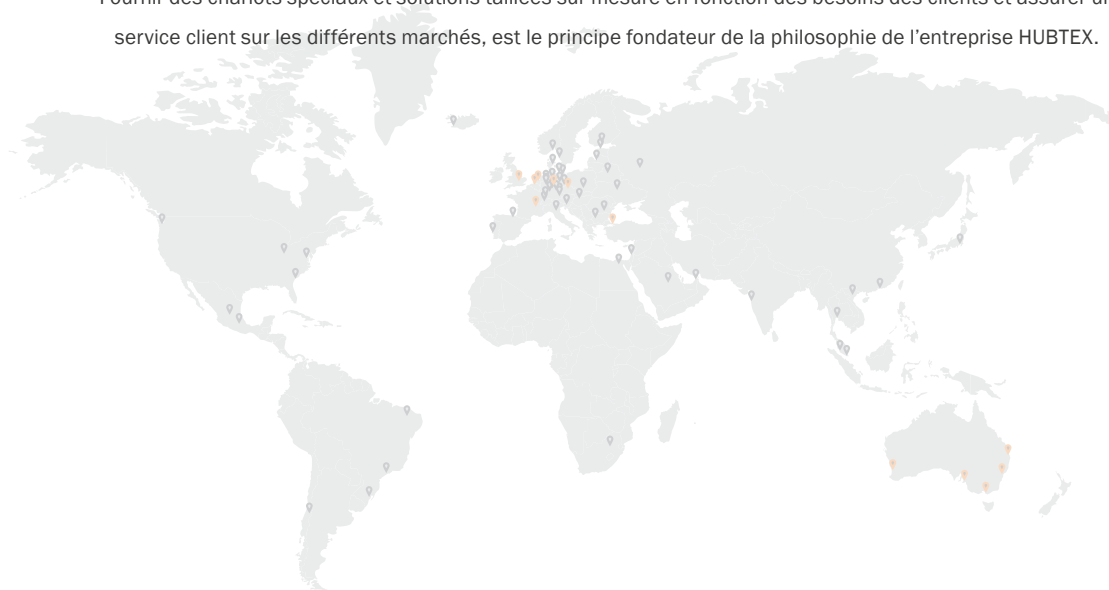 Fournir des chariots spéciaux et solutions taillées sur mesure en fonction des besoins des clients et assurer
service client sur les différents marchés, est le principe fondateur de la philosophie de l'entreprise HUBTEX.